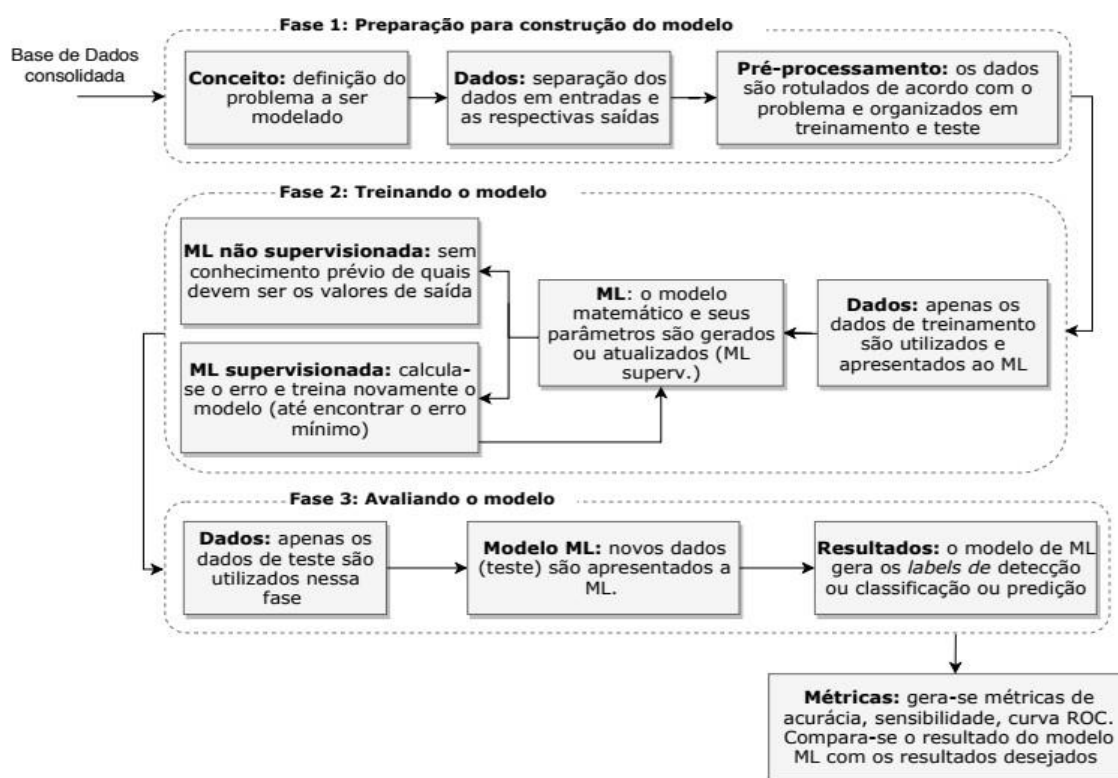 Fase 1: Preparação para construção do modelo
Base de Dados
consolidada
Conceito: definição do
problema a ser
modelado
Dados: separação dos
dados em entradas e
as respectivas saídas
Pré-processamento: os dados
são rotulados de acordo com o
problema e organizados em
treinamento e teste
Fase 2: Treinando o modelo
ML não supervisionada: sem
conhecimento prévio de quais
devem ser os valores de saída
ML: o modelo
matemático e seus
parâmetros são gerados
ou atualizados (ML
superv.)
Dados: apenas os
dados de treinamento
são utilizados e
apresentados ao ML
ML supervisionada: calcula-
se o erro e treina novamente o
modelo (até encontrar o erro
mínimo)
Fase 3: Avaliando o modelo
Dados: apenas os
dados de teste são
utilizados nessa
fase
Modelo ML: novos dados
(teste) são apresentados a
ML.
Resultados: o modelo de ML
gera os labels de detecção
ou classificação ou predição
Métricas: gera-se métricas de
acurácia, sensibilidade, curva ROC.
Compara-se o resultado do modelo
ML com os resultados desejados